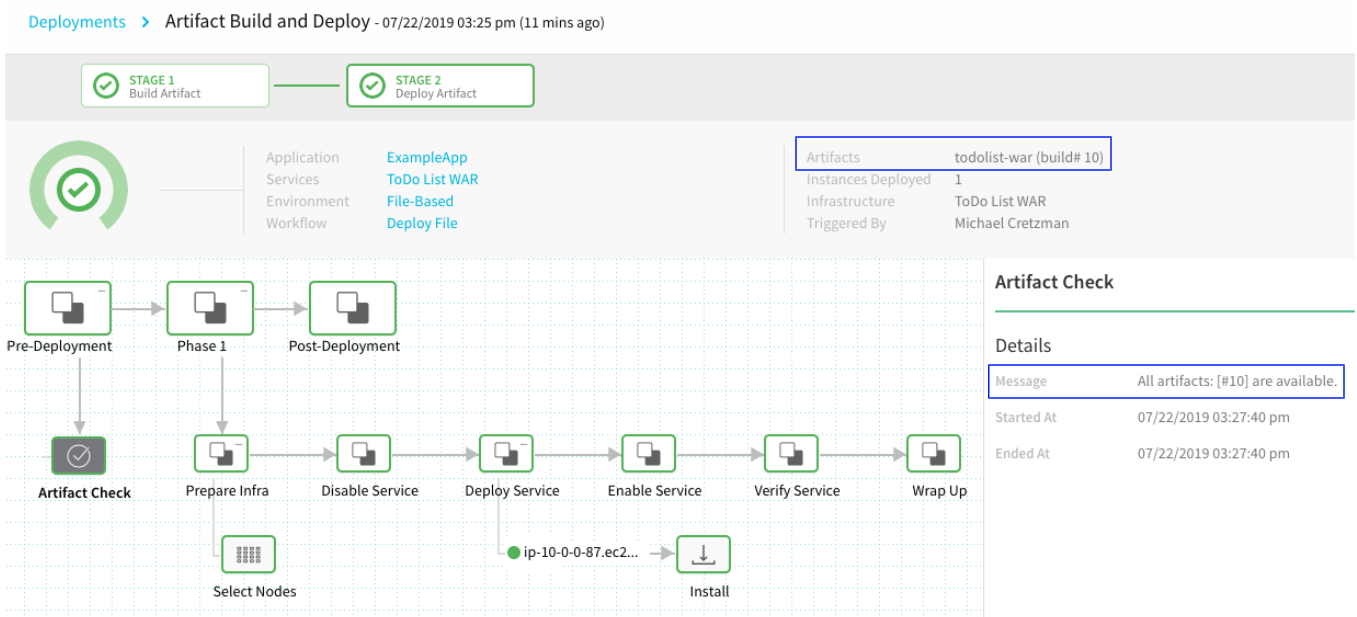 Deployments > Artifact Build and Deploy - 07/22/2019 03:25 pm (11 mins ago)
STAGE 1
Build Artifact
STAGE 2
Deploy Artifact
Application ExampleApp
Services ToDo List WAR
Environment File-Based
Workflow Deploy File
Artifacts todolist-war (build# 10)
Instances Deployed 1
Infrastructure ToDo List WAR
Triggered By Michael Cretzman
Pre-Deployment Phase 1 Post-Deployment
Artifact Check Prepare Infra Disable Service Deploy Service Enable Service Verify Service Wrap Up
ip-10-0-0-87.ec2...
Select Nodes Install
Artifact Check
Details
Message All artifacts: [#10] are available.
Started At 07/22/2019 03:27:40 pm
Ended At 07/22/2019 03:27:40 pm